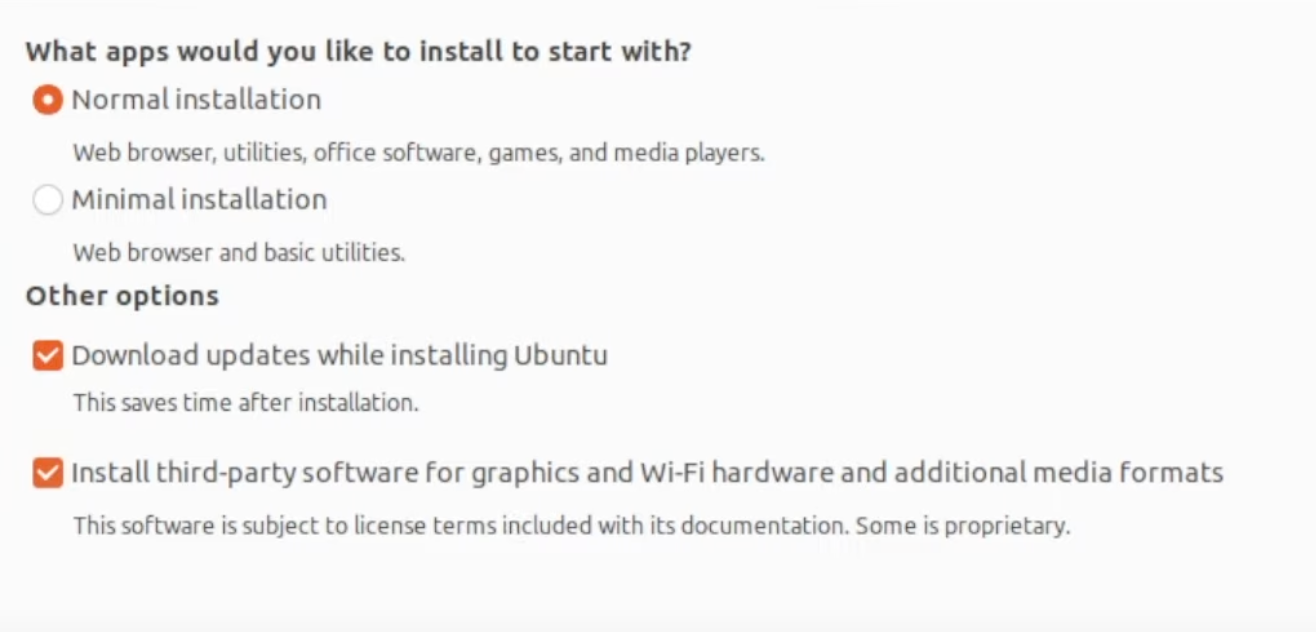 What apps would you like to install to start with?
Normal installation
Web browser, utilities, office software, games, and media players.
Minimal installation
Web browser and basic utilities.
Other options
Download updates while installing Ubuntu
This saves time after installation.
Install third-party software for graphics and Wi-Fi hardware and additional media formats
This software is subject to license terms included with its documentation. Some is proprietary.